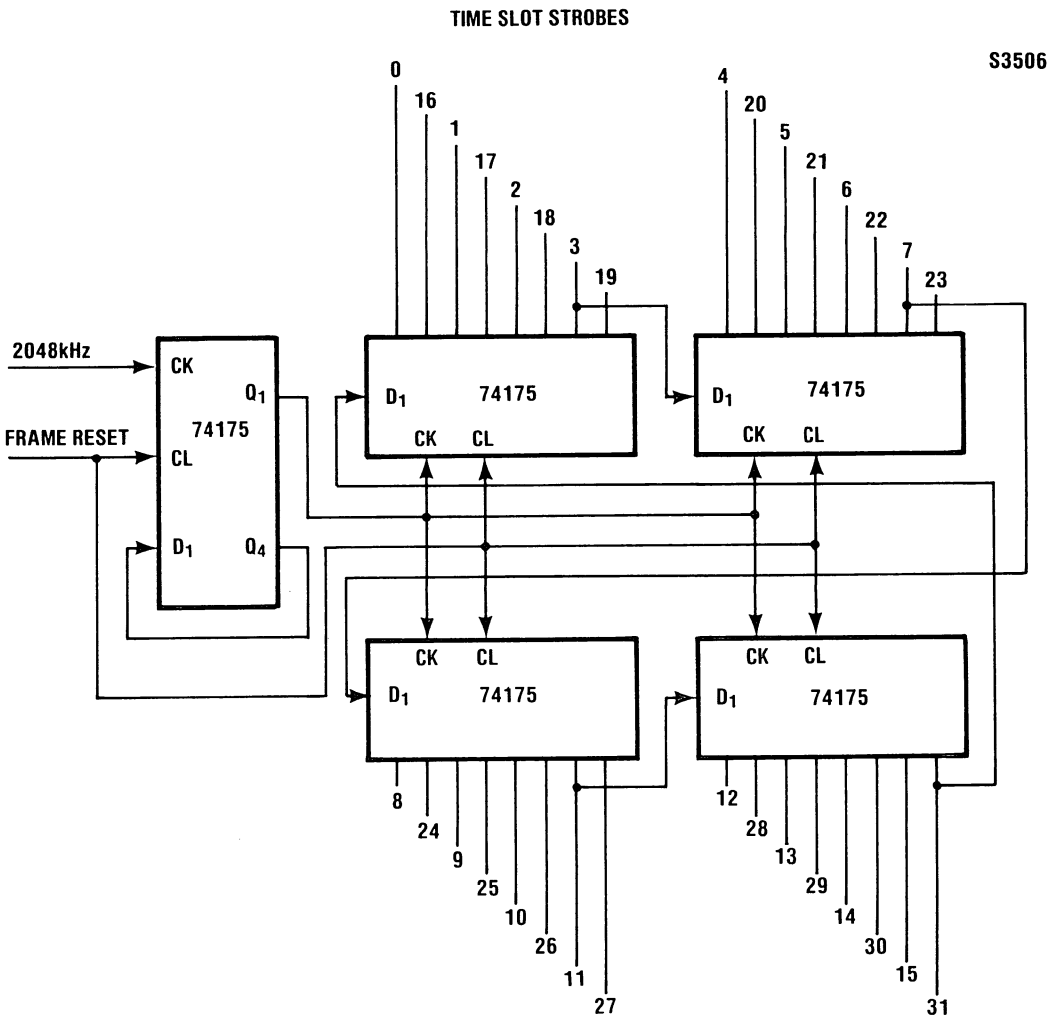 TIME SLOT STROBES
S3506
0
16
1
17
2
18
3
19
4
20
5
21
6
22
7
23
2048kHz
FRAME RESET
CK
Q1
74175
CL
D1
Q4
D1
74175
CK
CL
D1
74175
CK
CL
CK
CL
D1
74175
CK
CL
D1
74175
8
24
9
25
10
26
11
27
12
28
13
29
14
30
15
31